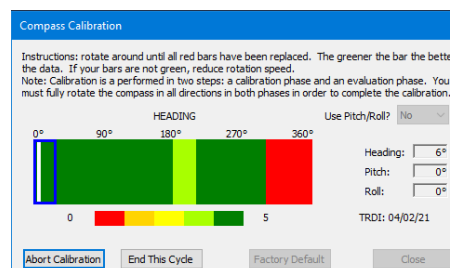 Compass Calibration
Instructions: rotate around until all red bars have been replaced. The greener the bar the bette
the data. If your bars are not green, reduce rotation speed.
Note: Calibration is a performed in two steps: a calibration phase and an evaluation phase. You
must fully rotate the compass in all directions in both phases in order to complete the calibration.
HEADING Use Pitch/Roll? No
0° 90° 180° 270° 360°
Heading: 6°
Pitch: 0°
Roll: 0°
0 5 TRDI: 04/02/21
Abort Calibration End This Cycle Factory Default Close